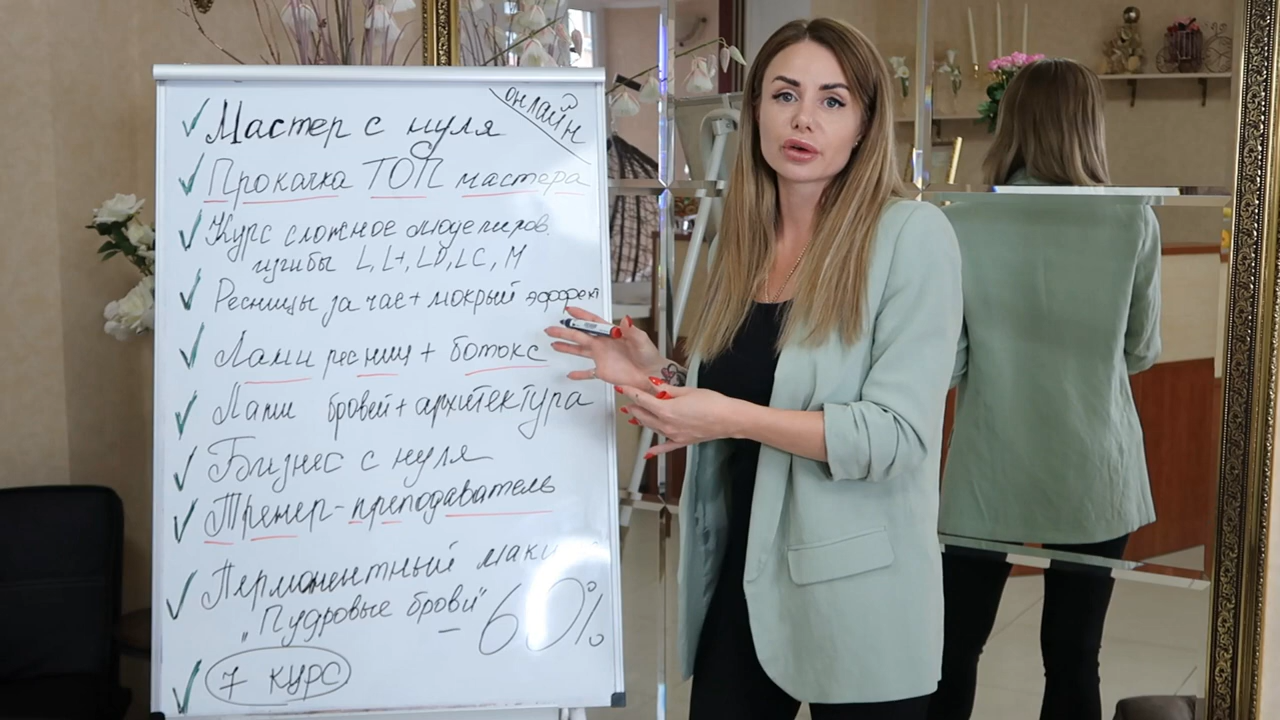 онлайн
Мастер с нуля
Прокачка ТОП мастера
Курс сложное моделиров.
изгибы L, L+, LD, LC, M
Ресницы за час + мокрый эффект
Лами ресниц + ботокс
Лами бровей + архитектура
Бизнес с нуля
Тренер-преподаватель
Перманентный маки
„Пудровые брови"
– 60%
7 курс